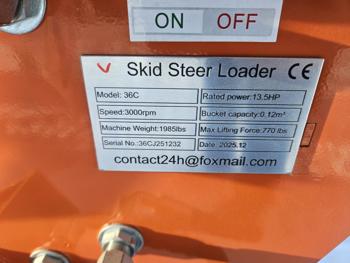 ON OFF
Skid Steer Loader CE
Model: 36C Rated power:13.5HP
Speed:3000rpm Bucket capacity:0.12m³
Machine Weight:1985lbs Max Lifting Force:770 lbs
Serial No.:36CJ251232 Date: 2025.12
contact24h@foxmail.com